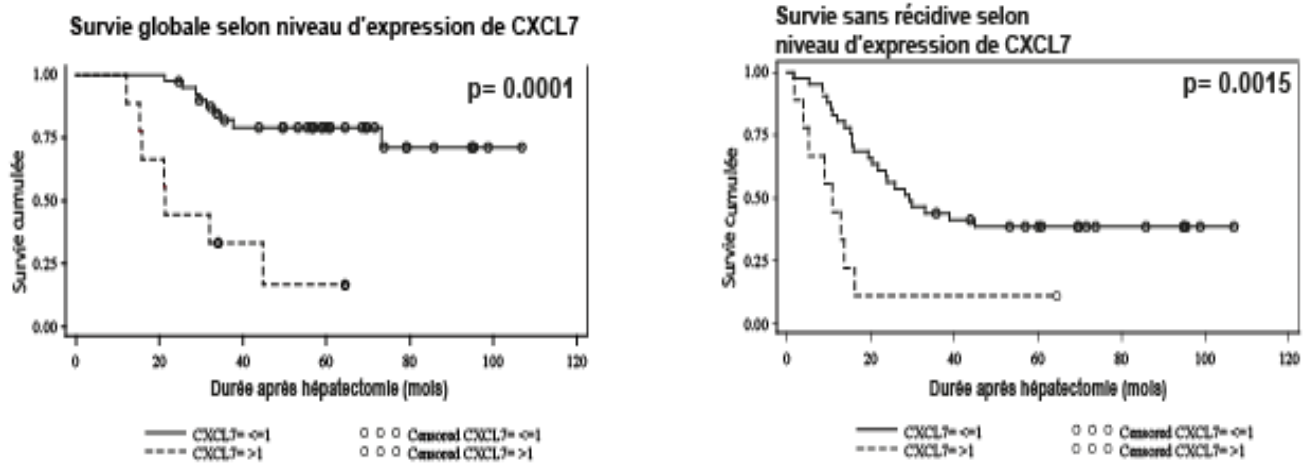 Survie globale selon niveau d'expression de CXCL7
p= 0.0001
1.00
0.75
0.50
0.25
0.00
Survie cumulée
0 20 40 60 80 100 120
Durée après hépatectomie (mois)
CXCL7= <=1 Censored CXCL7= <=1
CXCL7= >1 Censored CXCL7= >1
Survie sans récidive selon
niveau d'expression de CXCL7
p= 0.0015
1.00
0.75
0.50
0.25
0.00
Survie cumulée
0 20 40 60 80 100 120
Durée après hépatectomie (mois)
CXCL7= <=1 Censored CXCL7= <=1
CXCL7= >1 Censored CXCL7= >1